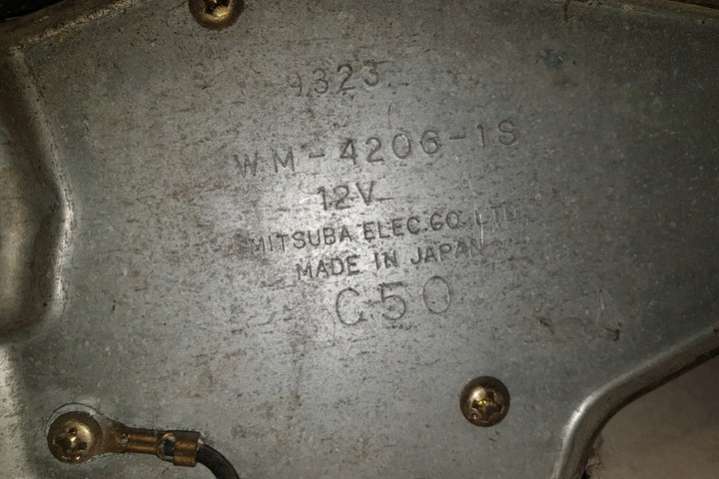 9323
WM-4206-1S
12V
MITSUBA ELEC.CO.LTD.
MADE IN JAPAN
C50